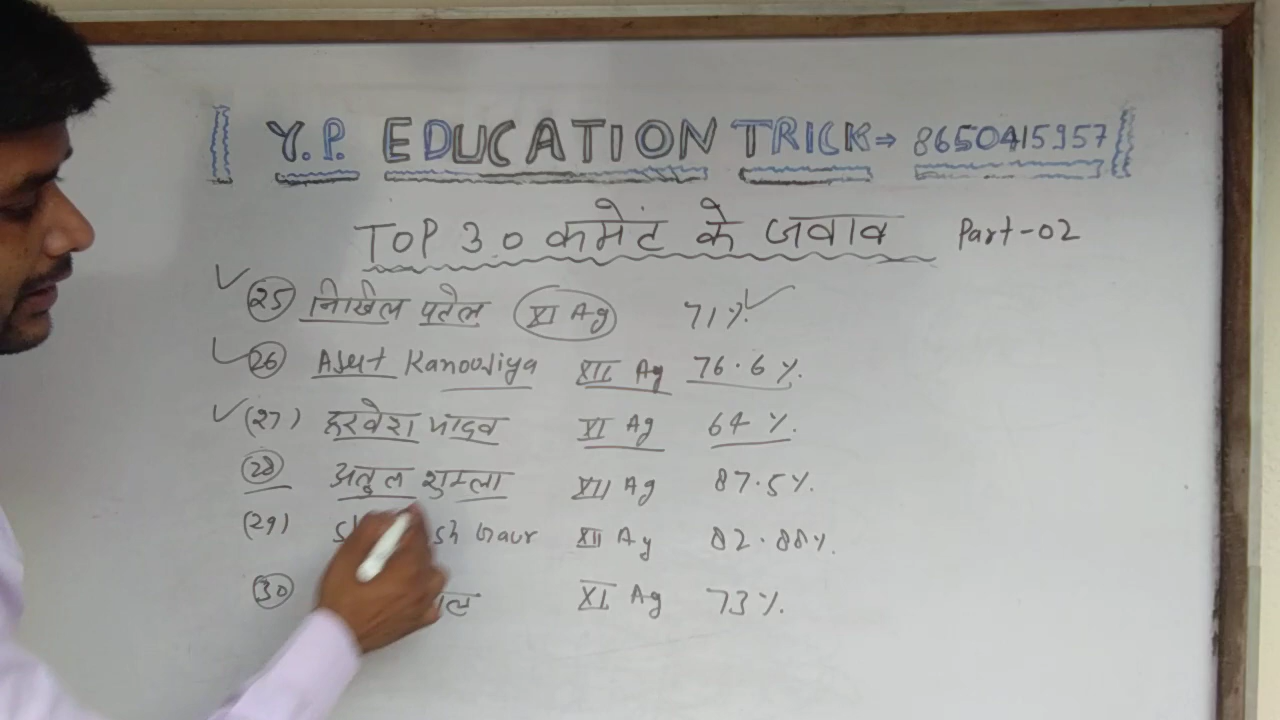 Y.P. EDUCATION TRICK → 8650415957
TOP 30 कमेंट के जवाब Part-02
(25) निखिल पटेल XI Ag 71%
(26) Asut Kanoujiya XII Ag 76.6%.
(27) हरवेश यादव XI Ag 64%.
(28) अतुल शुक्ला XII Ag 87.5%.
(29) Gaur XII Ag 82.88%.
(30) XI Ag 73%.